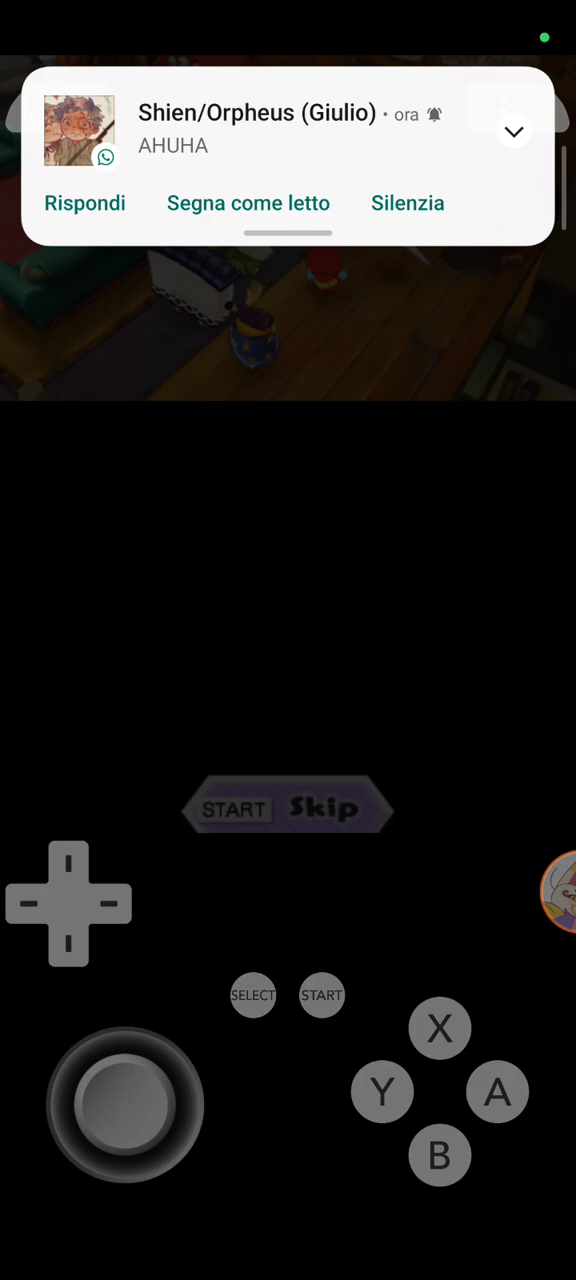 Shien/Orpheus (Giulio) · ora
AHUHA
Rispondi Segna come letto Silenzia
START Skip
SELECT START
X
Y A
B